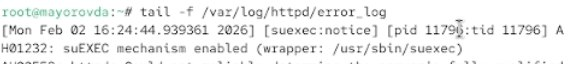 root@mayorovda:~# tail -f /var/log/httpd/error_log
[Mon Feb 02 16:24:44.939361 2026] [suexec:notice] [pid 11796:tid 11796] A
H01232: suEXEC mechanism enabled (wrapper: /usr/sbin/suexec)